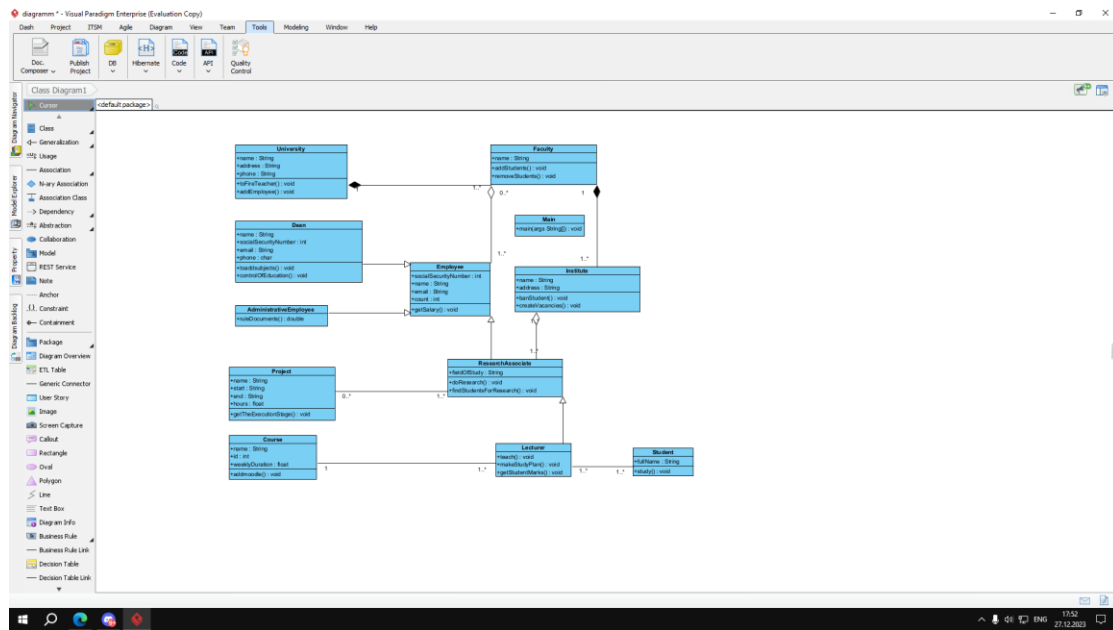 diagramm * - Visual Paradigm Enterprise (Evaluation Copy)
Dash Project ITSM Agile Diagram View Team Tools Modeling Window Help
Doc. Composer
Publish Project
DB
Hibernate
Code
API
Quality Control
Class Diagram1
Diagram Navigator
Model Explorer
Property
Diagram Backlog
Cursor
Class
Generalization
Usage
Association
N-ary Association
Association Class
Dependency
Abstraction
Collaboration
Model
REST Service
Note
Anchor
Constraint
Containment
Package
Diagram Overview
ETL Table
Generic Connector
User Story
Image
Screen Capture
Callout
Rectangle
Oval
Polygon
Line
Text Box
Diagram Info
Business Rule
Business Rule Link
Decision Table
Decision Table Link
<default package>
University
+name : String
+address : String
+phone : String
+toFireTeacher() : void
+addEmployee() : void
1
1..*
Faculty
+name : String
+addStudents() : void
+removeStudents() : void
0..*
1
Main
+main(args String[]) : void
Dean
+name : String
+socialSecurityNumber : int
+email : String
+phone : char
+toaddsubjects() : void
+controlOfEducation() : void
1..*
1..*
Employee
+socialSecurityNumber : int
+name : String
+email : String
+count : int
+getSalary() : void
Institute
+name : String
+address : String
+banStudent() : void
+createVacancies() : void
AdministrativeEmployee
+ruleDocuments() : double
1..*
ResearchAssociate
+fieldOfStudy : String
+doResearch() : void
+findStudentsForResearch() : void
Project
+name : String
+start : String
+end : String
+hours : float
+getTheExecutionStage() : void
0..*
1..*
Course
+name : String
+id : int
+weeklyDuration : float
+addmoodle() : void
1
1..*
Lecturer
+teach() : void
+makeStudyPlan() : void
+getStudentMarks() : void
1..*
1..*
Student
+fullName : String
+study() : void
ENG
17:52
27.12.2023